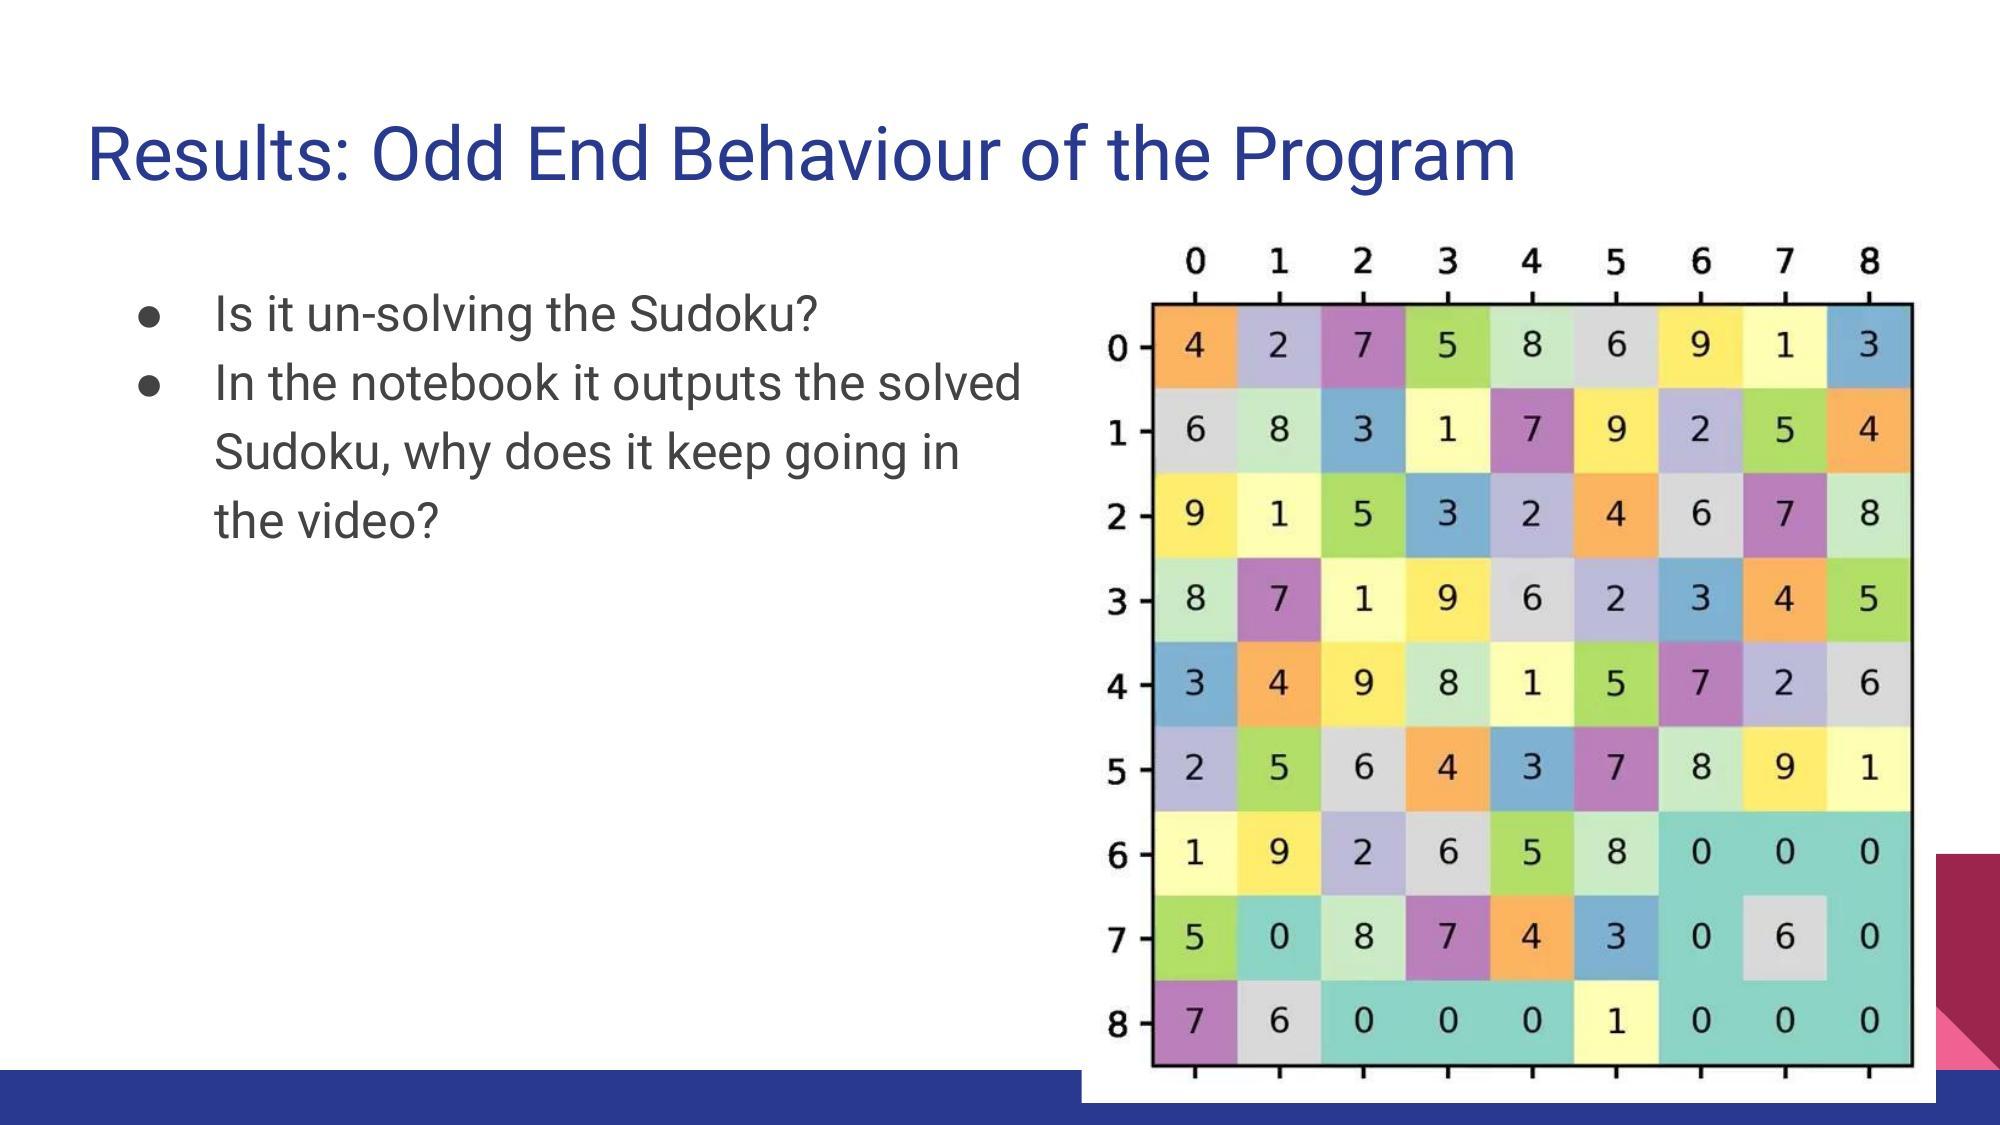 Results: Odd End Behaviour of the Program
● Is it un-solving the Sudoku?
● In the notebook it outputs the solved
Sudoku, why does it keep going in
the video?
0 1 2 3 4 5 6 7 8
0 4 2 7 5 8 6 9 1 3
1 6 8 3 1 7 9 2 5 4
2 9 1 5 3 2 4 6 7 8
3 8 7 1 9 6 2 3 4 5
4 3 4 9 8 1 5 7 2 6
5 2 5 6 4 3 7 8 9 1
6 1 9 2 6 5 8 0 0 0
7 5 0 8 7 4 3 0 6 0
8 7 6 0 0 0 1 0 0 0